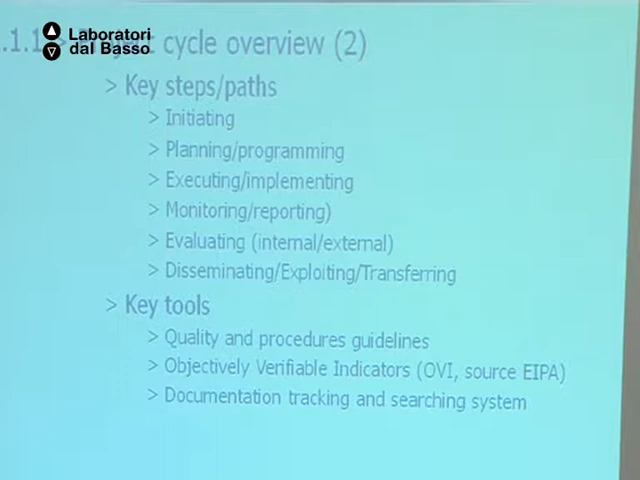 Laboratori
dal Basso
.1.1 > cycle overview (2)
> Key steps/paths
> Initiating
> Planning/programming
> Executing/implementing
> Monitoring/reporting)
> Evaluating (internal/external)
> Disseminating/Exploiting/Transferring
> Key tools
> Quality and procedures guidelines
> Objectively Verifiable Indicators (OVI, source EIPA)
> Documentation tracking and searching system